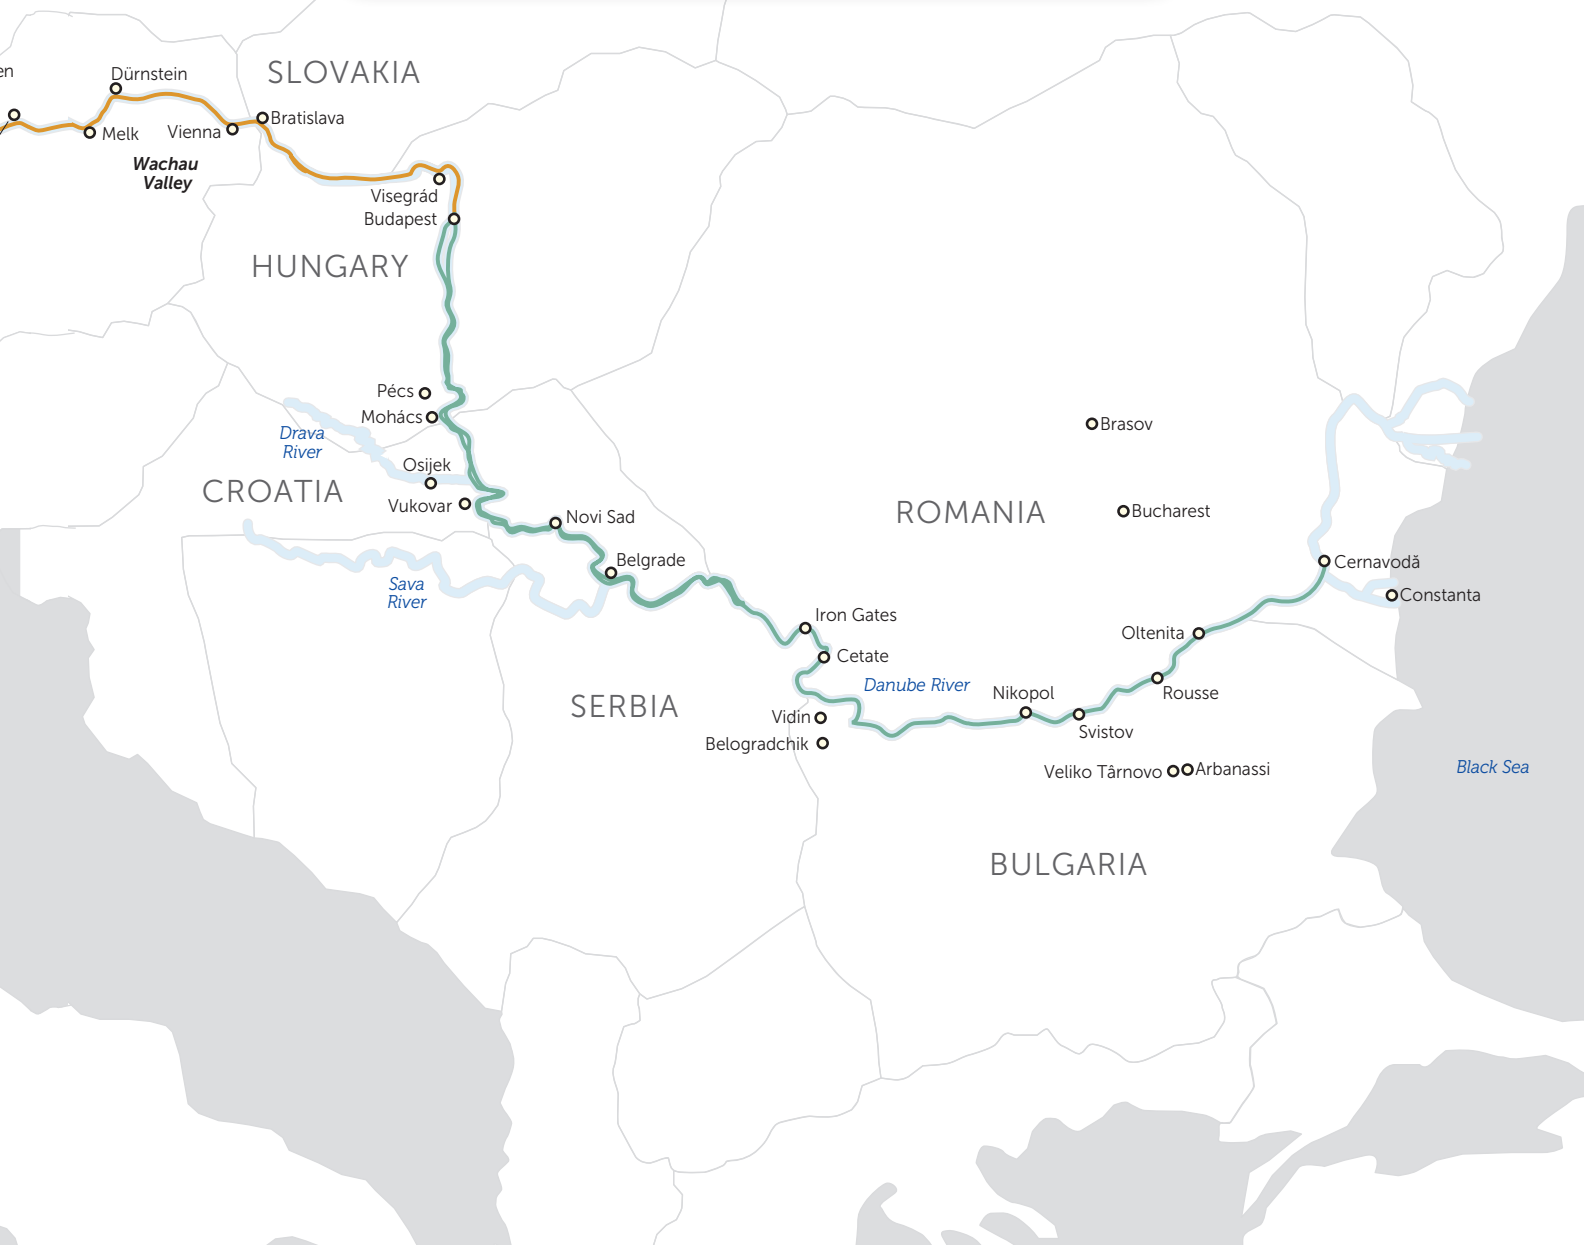 en
Dürnstein
SLOVAKIA
Bratislava
Melk
Vienna
Wachau
Valley
Visegrád
Budapest
HUNGARY
Pécs
Mohács
Drava
River
Osijek
CROATIA
Vukovar
Novi Sad
Belgrade
Sava
River
Brasov
ROMANIA
Bucharest
Cernavodă
Constanta
Iron Gates
Oltenita
Cetate
Danube River
Nikopol
Rousse
SERBIA
Vidin
Svistov
Belogradchik
Veliko Târnovo
Arbanassi
Black Sea
BULGARIA